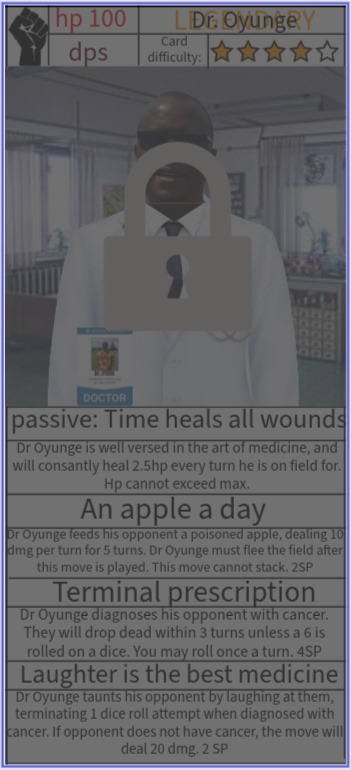 hp 100 LEGENDARY Dr Oyunge
dps Card difficulty:
DOCTOR
passive: Time heals all wounds
Dr Oyunge is well versed in the art of medicine, and
will consantly heal 2.5hp every turn he is on field for.
Hp cannot exceed max.
An apple a day
Dr Oyunge feeds his opponent a poisoned apple, dealing 10
dmg per turn for 5 turns. Dr Oyunge must flee the field after
this move is played. This move cannot stack. 2SP
Terminal prescription
Dr Oyunge diagnoses his opponent with cancer.
They will drop dead within 3 turns unless a 6 is
rolled on a dice. You may roll once a turn. 4SP
Laughter is the best medicine
Dr Oyunge taunts his opponent by laughing at them,
terminating 1 dice roll attempt when diagnosed with
cancer. If opponent does not have cancer, the move will
deal 20 dmg. 2 SP